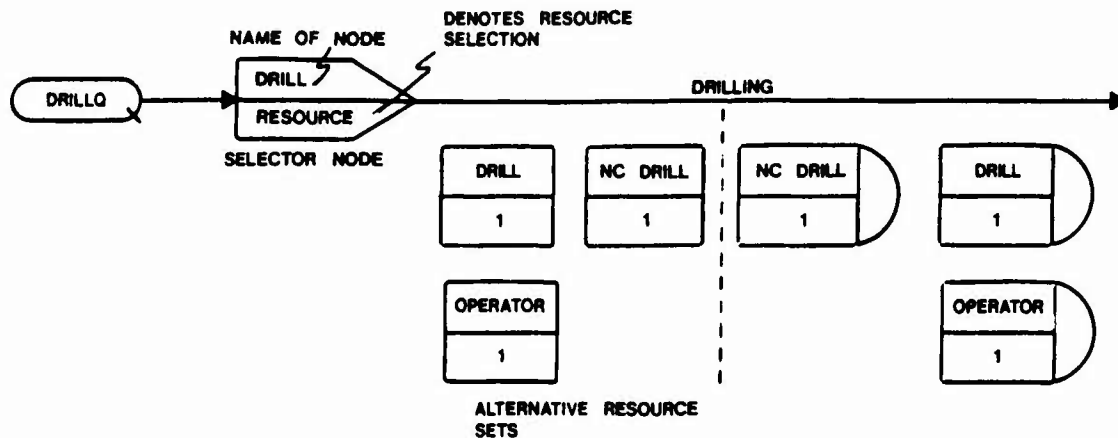 DENOTES RESOURCE
SELECTION
NAME OF NODE
DRILL
RESOURCE
SELECTOR NODE
DRILLQ
DRILLING
DRILL
1
NC DRILL
1
NC DRILL
1
DRILL
1
OPERATOR
1
OPERATOR
1
ALTERNATIVE RESOURCE
SETS